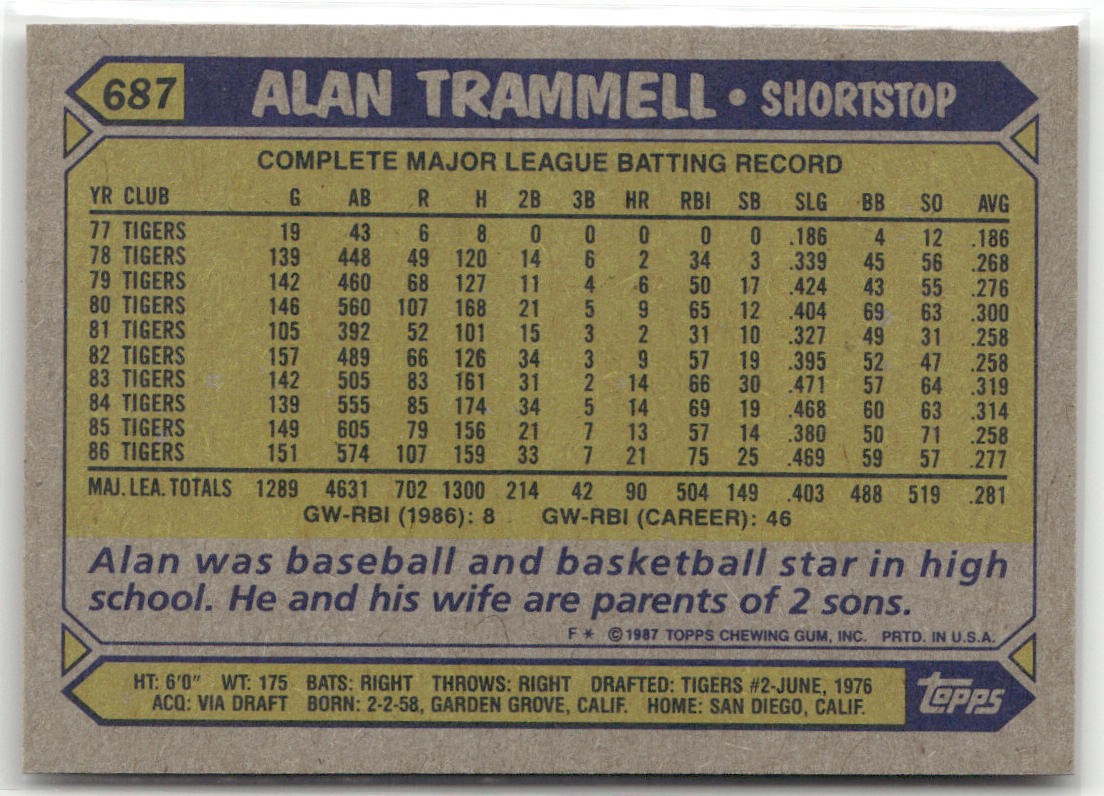 687 ALAN TRAMMELL • SHORTSTOP
COMPLETE MAJOR LEAGUE BATTING RECORD
YR CLUB G AB R H 2B 3B HR RBI SB SLG BB SO AVG
77 TIGERS 19 43 6 8 0 0 0 0 0 .186 4 12 .186
78 TIGERS 139 448 49 120 14 6 2 34 3 .339 45 56 .268
79 TIGERS 142 460 68 127 11 4 6 50 17 .424 43 55 .276
80 TIGERS 146 560 107 168 21 5 9 65 12 .404 69 63 .300
81 TIGERS 105 392 52 101 15 3 2 31 10 .327 49 31 .258
82 TIGERS 157 489 66 126 34 3 9 57 19 .395 52 47 .258
83 TIGERS 142 505 83 161 31 2 14 66 30 .471 57 64 .319
84 TIGERS 139 555 85 174 34 5 14 69 19 .468 60 63 .314
85 TIGERS 149 605 79 156 21 7 13 57 14 .380 50 71 .258
86 TIGERS 151 574 107 159 33 7 21 75 25 .469 59 57 .277
MAJ. LEA. TOTALS 1289 4631 702 1300 214 42 90 504 149 .403 488 519 .281
GW-RBI (1986): 8 GW-RBI (CAREER): 46
Alan was baseball and basketball star in high
school. He and his wife are parents of 2 sons.
F * ©1987 TOPPS CHEWING GUM, INC. PRTD. IN U.S.A.
HT: 6'0" WT: 175 BATS: RIGHT THROWS: RIGHT DRAFTED: TIGERS #2-JUNE, 1976
ACQ: VIA DRAFT BORN: 2-2-58, GARDEN GROVE, CALIF. HOME: SAN DIEGO, CALIF.
topps